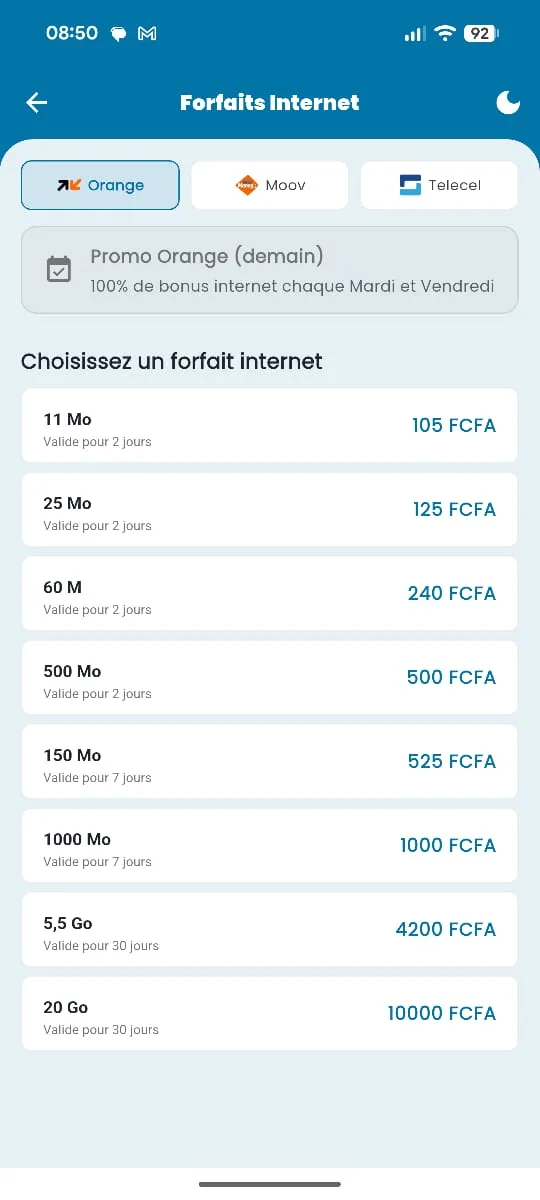 08:50
92
Forfaits Internet
Orange
Moov
Telecel
Promo Orange (demain)
100% de bonus internet chaque Mardi et Vendredi
Choisissez un forfait internet
11 Mo
105 FCFA
Valide pour 2 jours
25 Mo
125 FCFA
Valide pour 2 jours
60 M
240 FCFA
Valide pour 2 jours
500 Mo
500 FCFA
Valide pour 2 jours
150 Mo
525 FCFA
Valide pour 7 jours
1000 Mo
1000 FCFA
Valide pour 7 jours
5,5 Go
4200 FCFA
Valide pour 30 jours
20 Go
10000 FCFA
Valide pour 30 jours